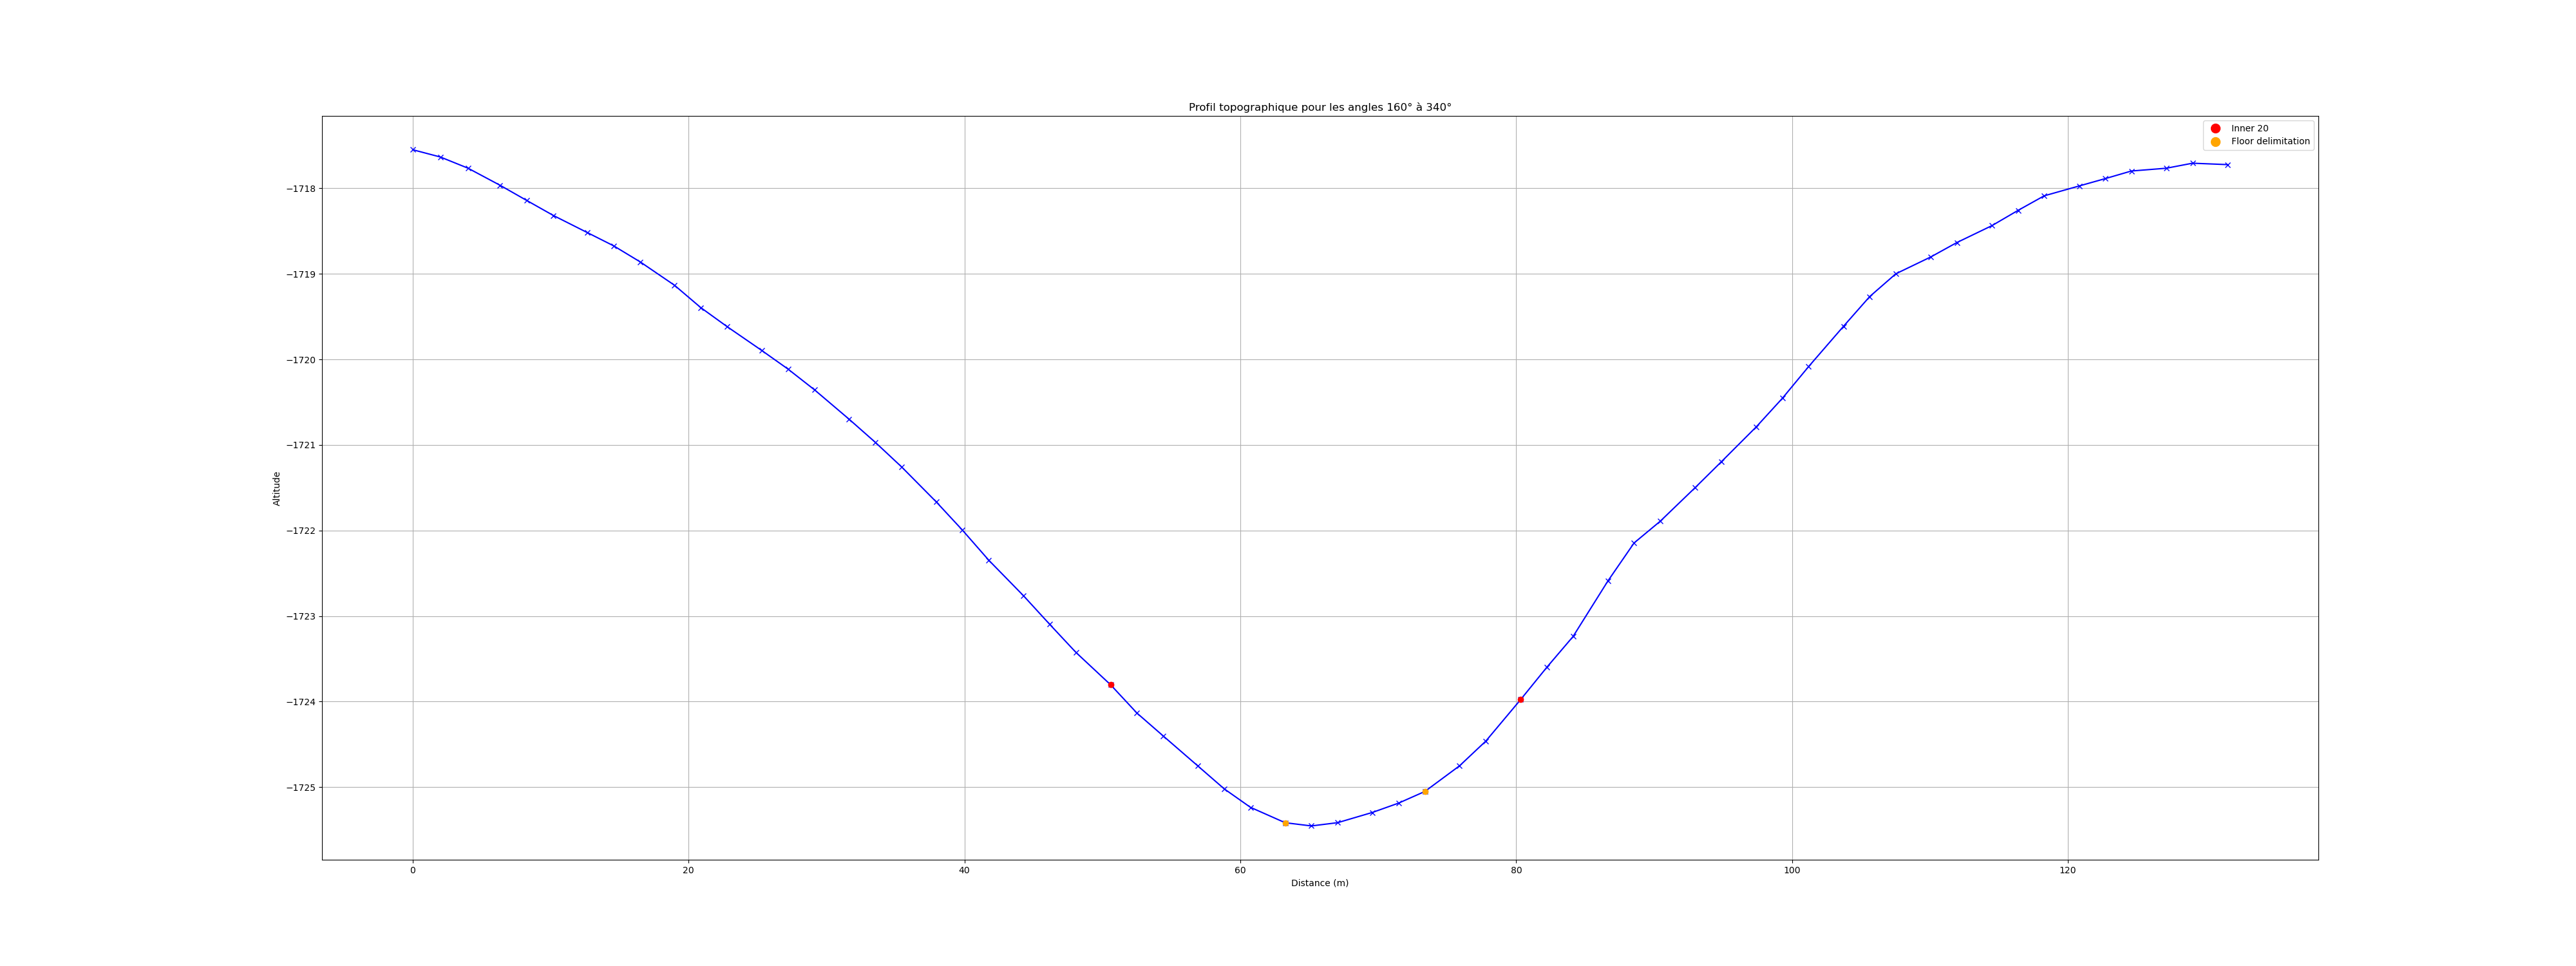 Profil topographique pour les angles 160° à 340°
Inner 20
Floor delimitation
−1718
−1719
−1720
−1721
−1722
−1723
−1724
−1725
Altitude
0 20 40 60 80 100 120
Distance (m)